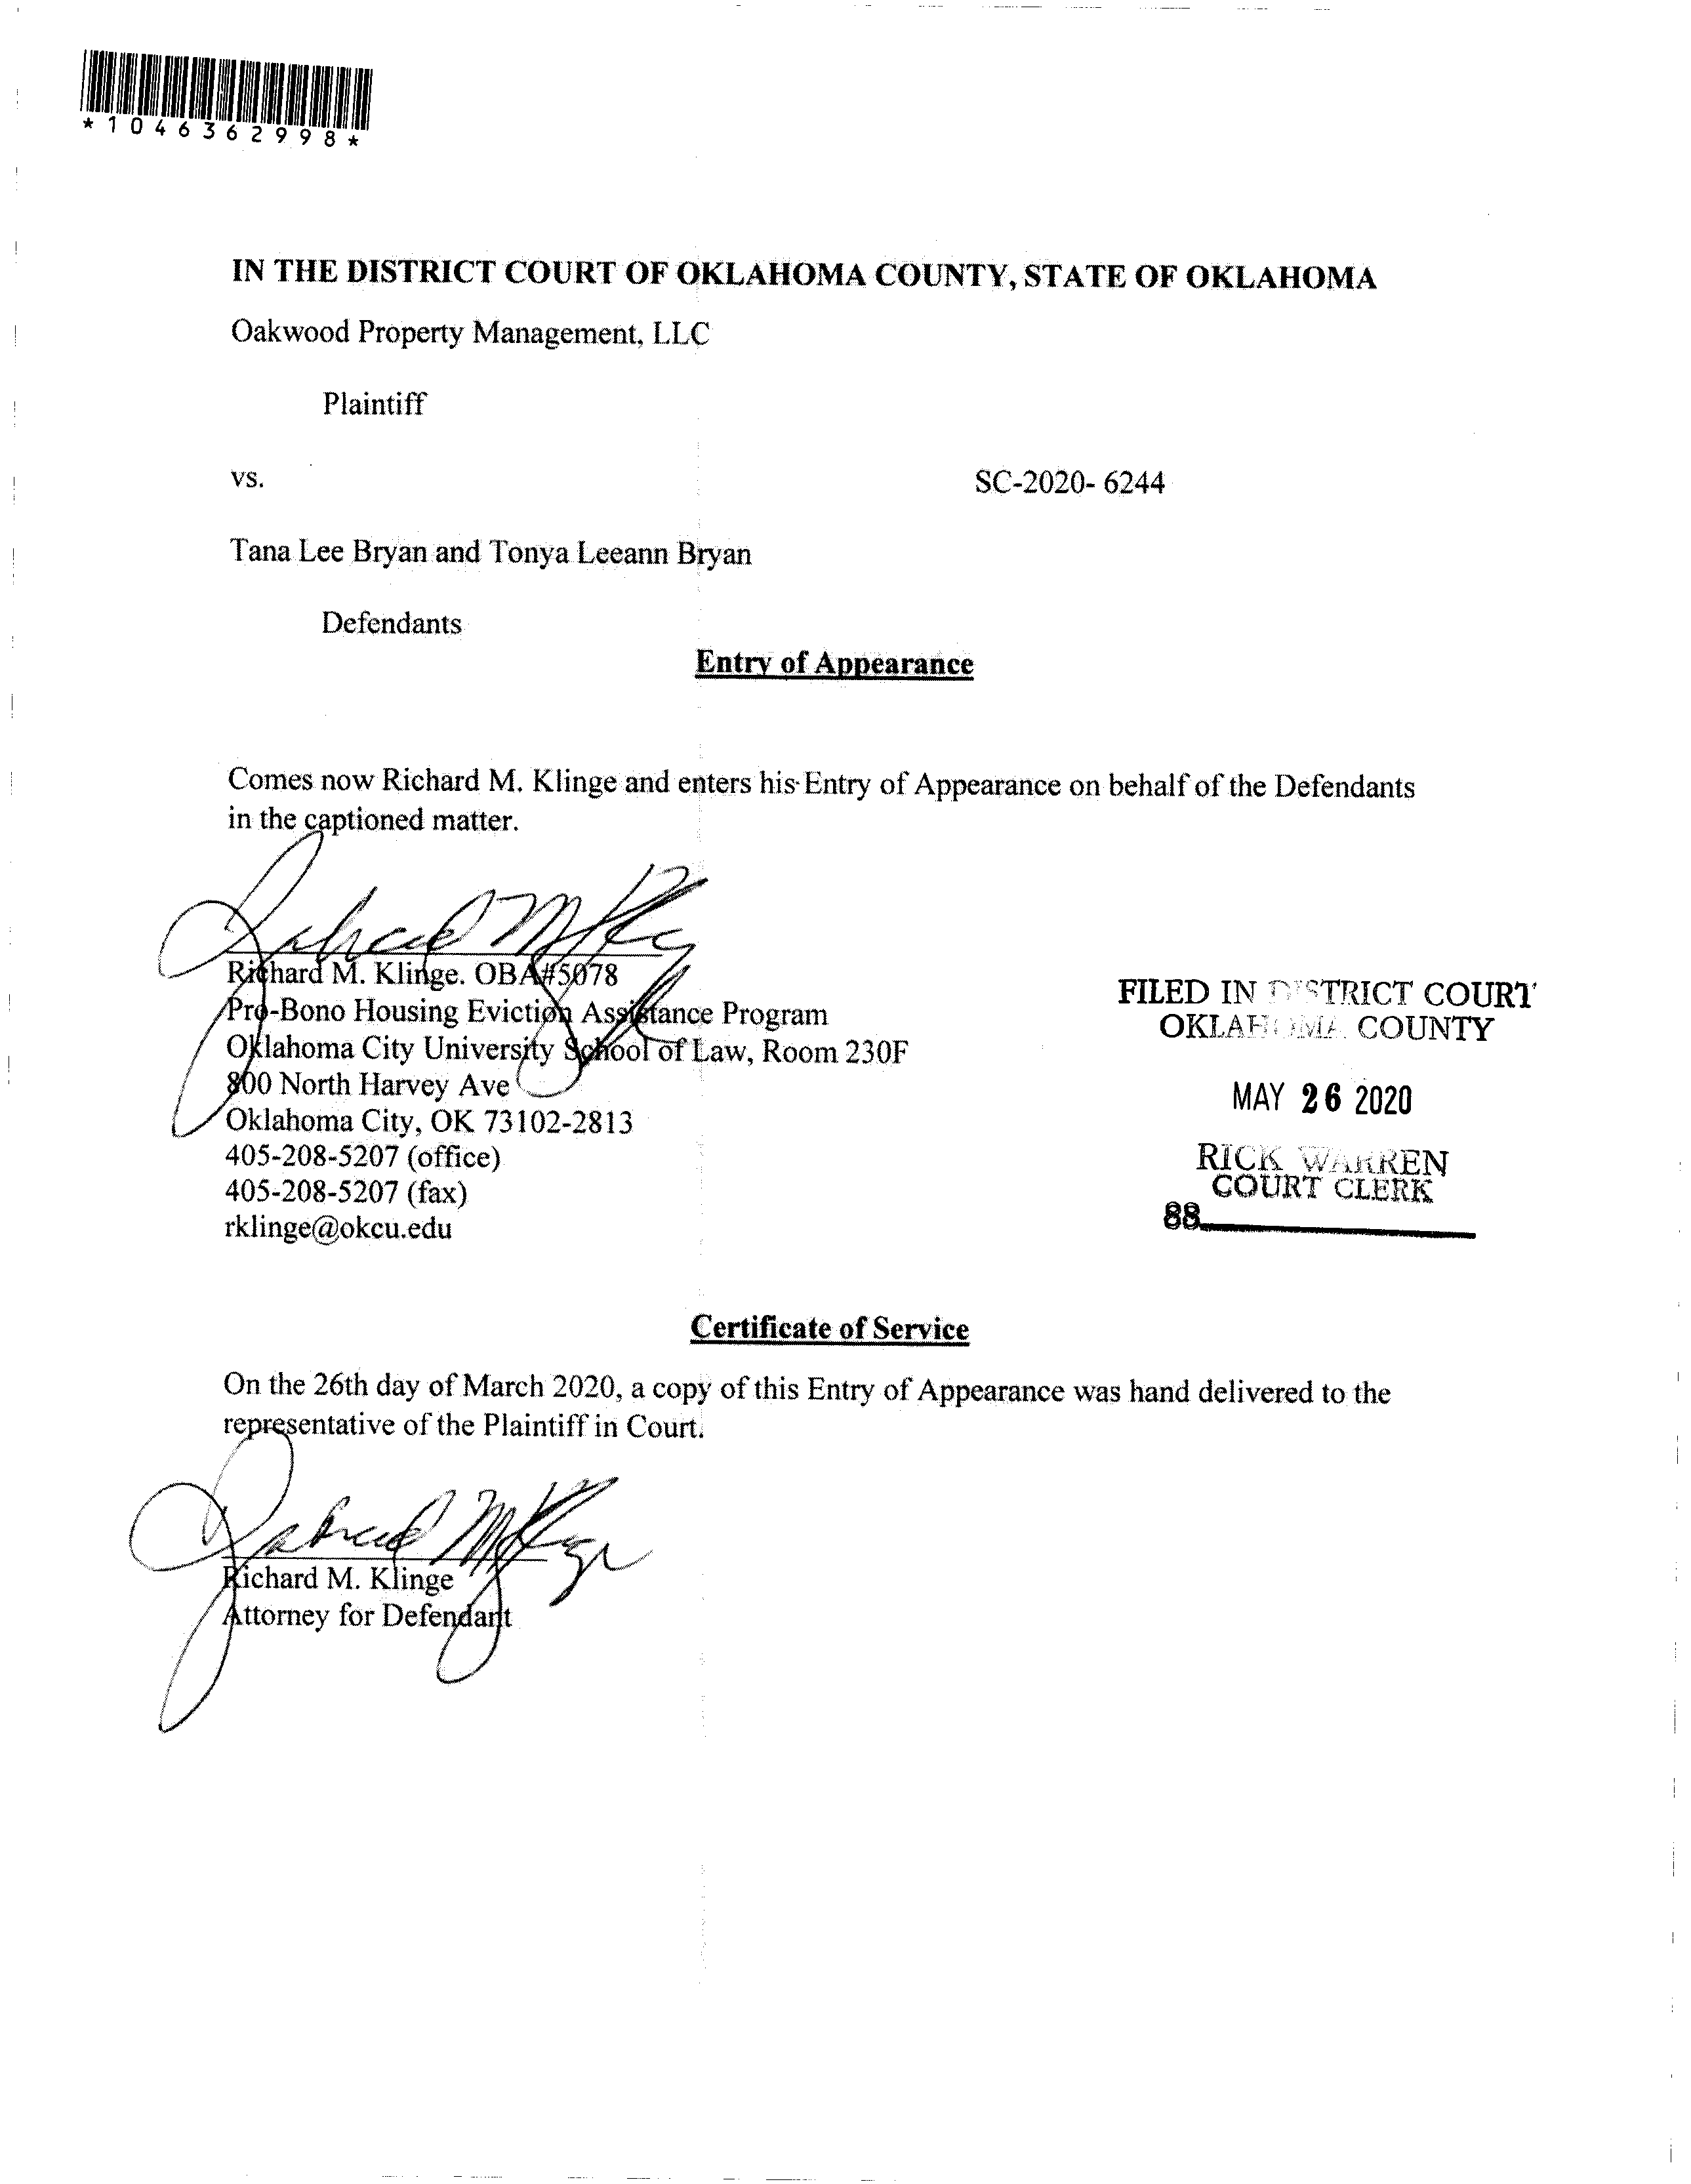 *1046362998*
IN THE DISTRICT COURT OF OKLAHOMA COUNTY, STATE OF OKLAHOMA
Oakwood Property Management, LLC
Plaintiff
vs.
SC-2020- 6244
Tana Lee Bryan and Tonya Leeann Bryan
Defendants
Entry of Appearance
Comes now Richard M. Klinge and enters his Entry of Appearance on behalf of the Defendants
in the captioned matter.
Richard M. Klinge. OBA#5078
Pro-Bono Housing Eviction Assistance Program
Oklahoma City University School of Law, Room 230F
800 North Harvey Ave
Oklahoma City, OK 73102-2813
405-208-5207 (office)
405-208-5207 (fax)
rklinge@okcu.edu
FILED IN DISTRICT COURT
OKLAHOMA COUNTY
MAY 26 2020
RICK WARREN
COURT CLERK
88
Certificate of Service
On the 26th day of March 2020, a copy of this Entry of Appearance was hand delivered to the
representative of the Plaintiff in Court.
Richard M. Klinge
Attorney for Defendant